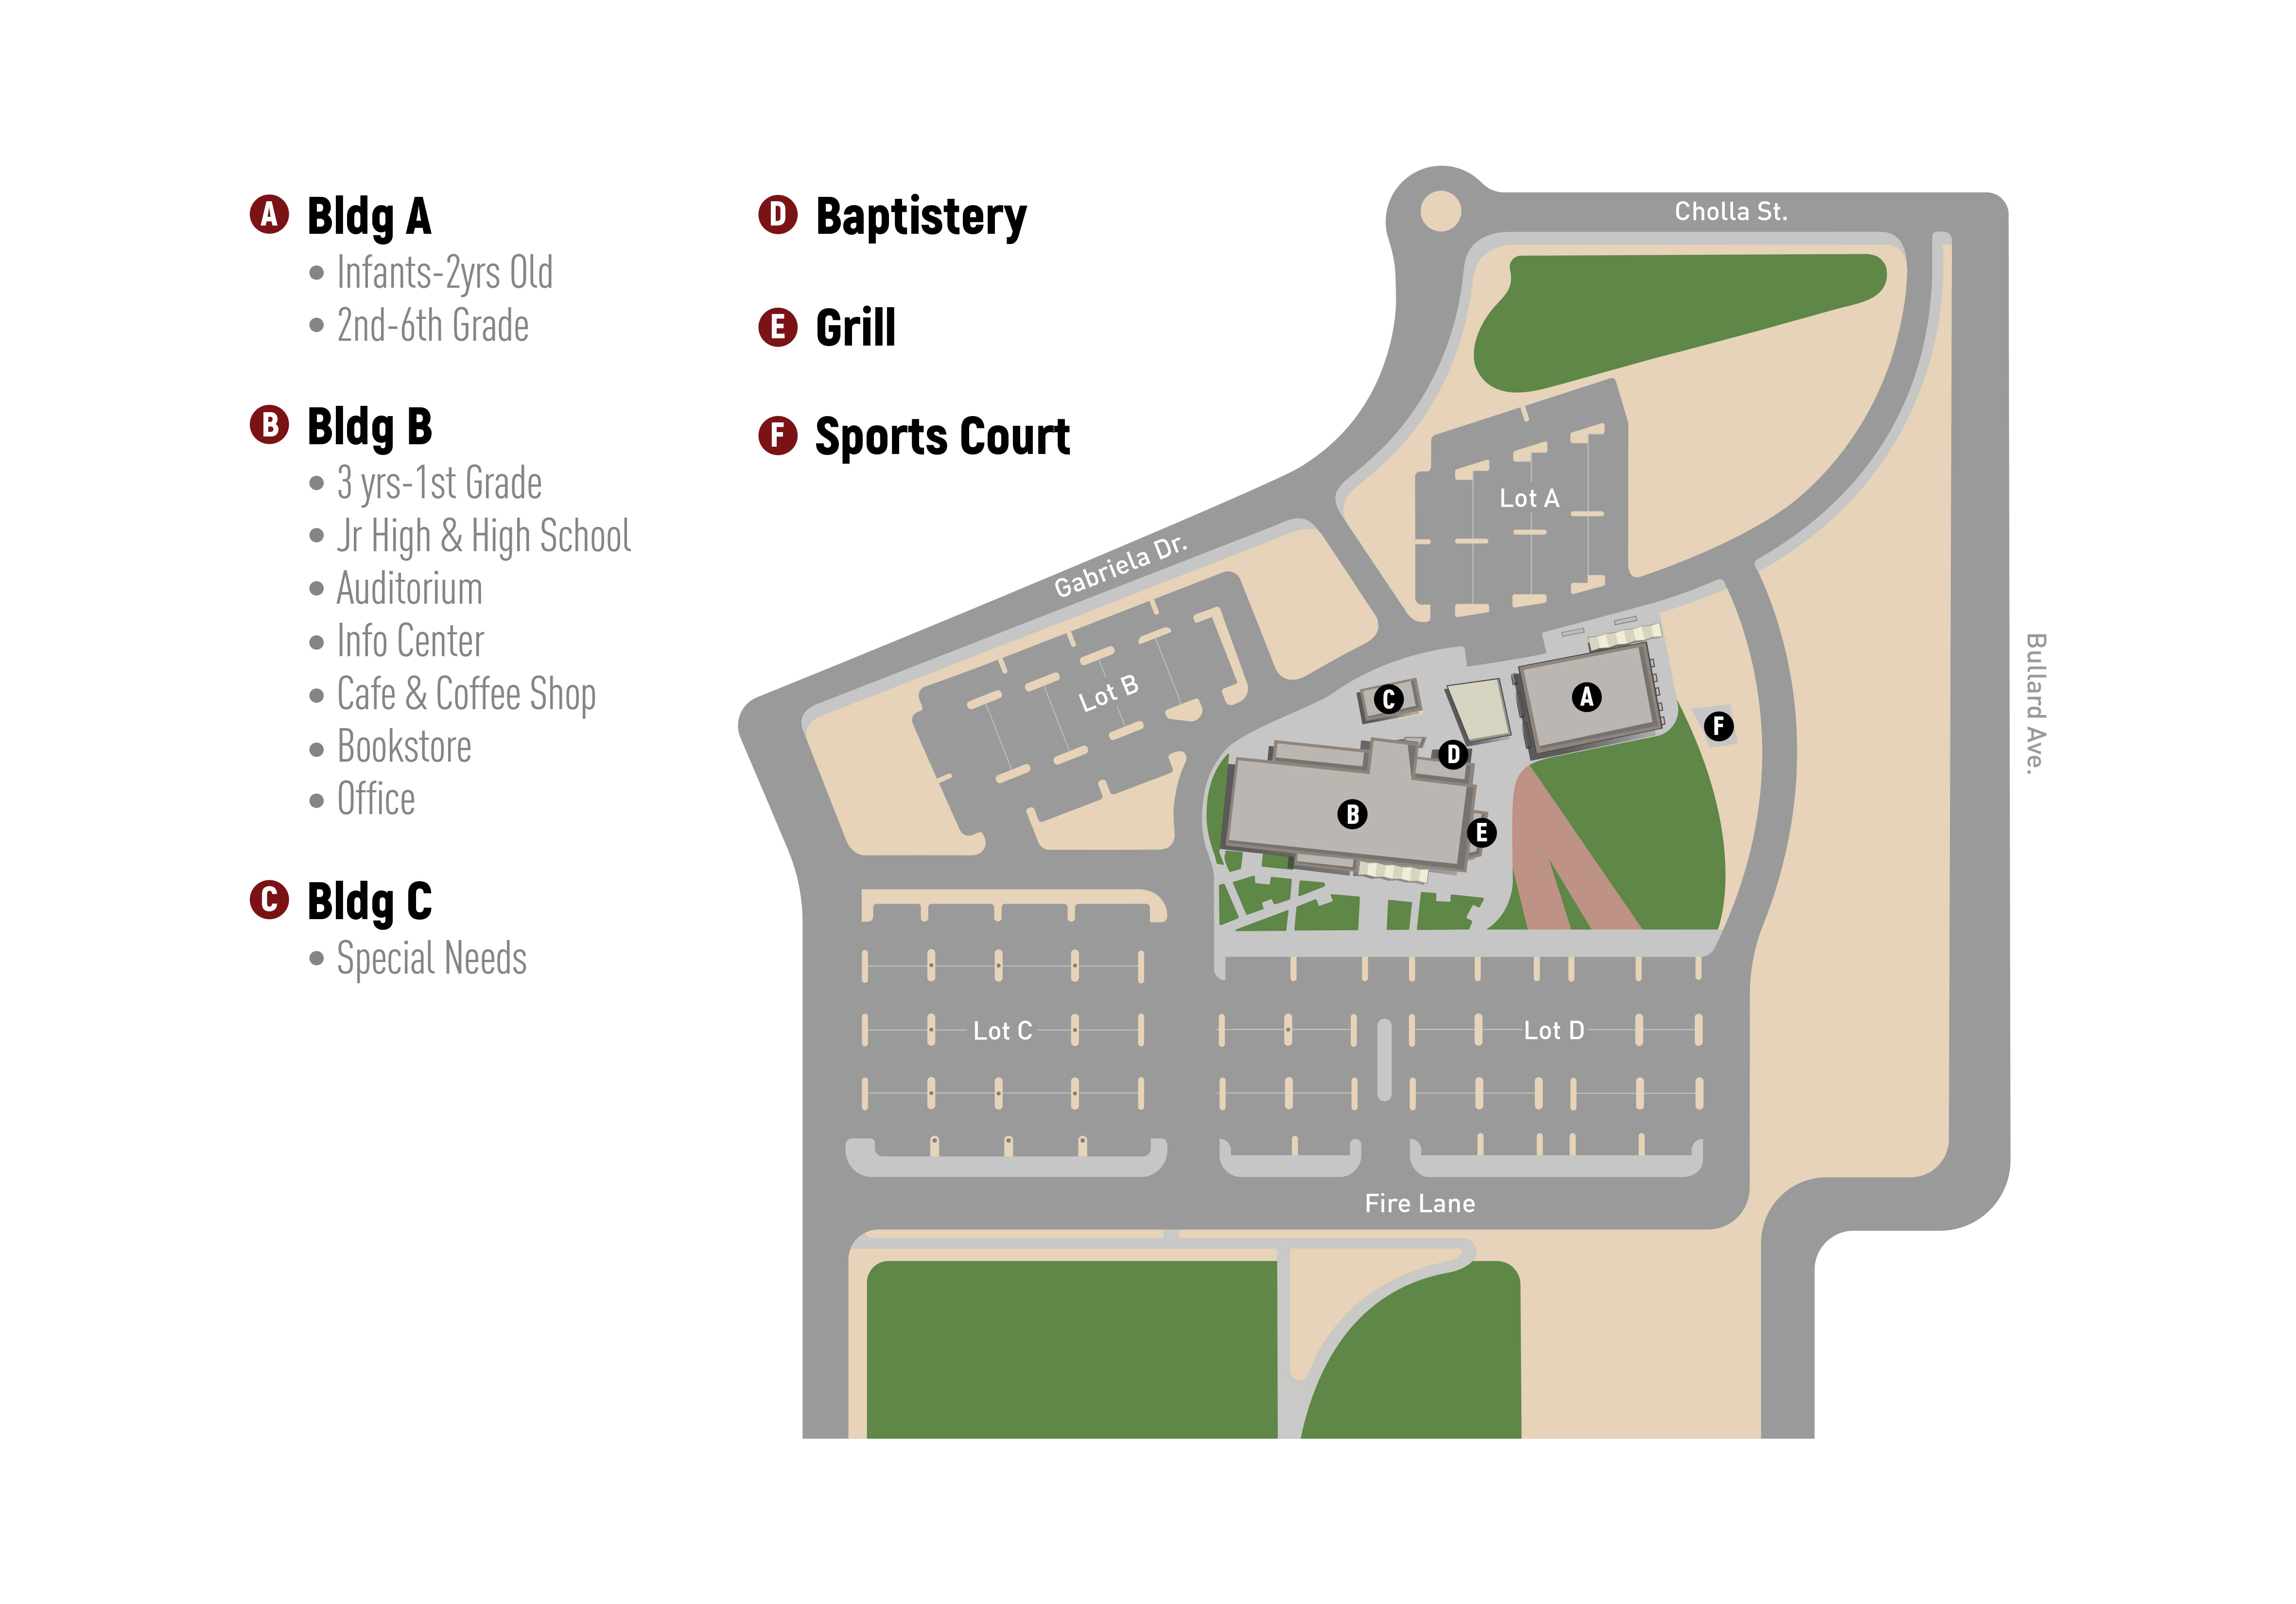 A Bldg A
• Infants-2yrs Old
• 2nd-6th Grade
B Bldg B
• 3 yrs-1st Grade
• Jr High & High School
• Auditorium
• Info Center
• Cafe & Coffee Shop
• Bookstore
• Office
C Bldg C
• Special Needs
D Baptistery
E Grill
F Sports Court
Cholla St.
Lot A
Gabriela Dr.
Lot B
Bullard Ave.
C
A
F
D
B
E
Lot C
Lot D
Fire Lane